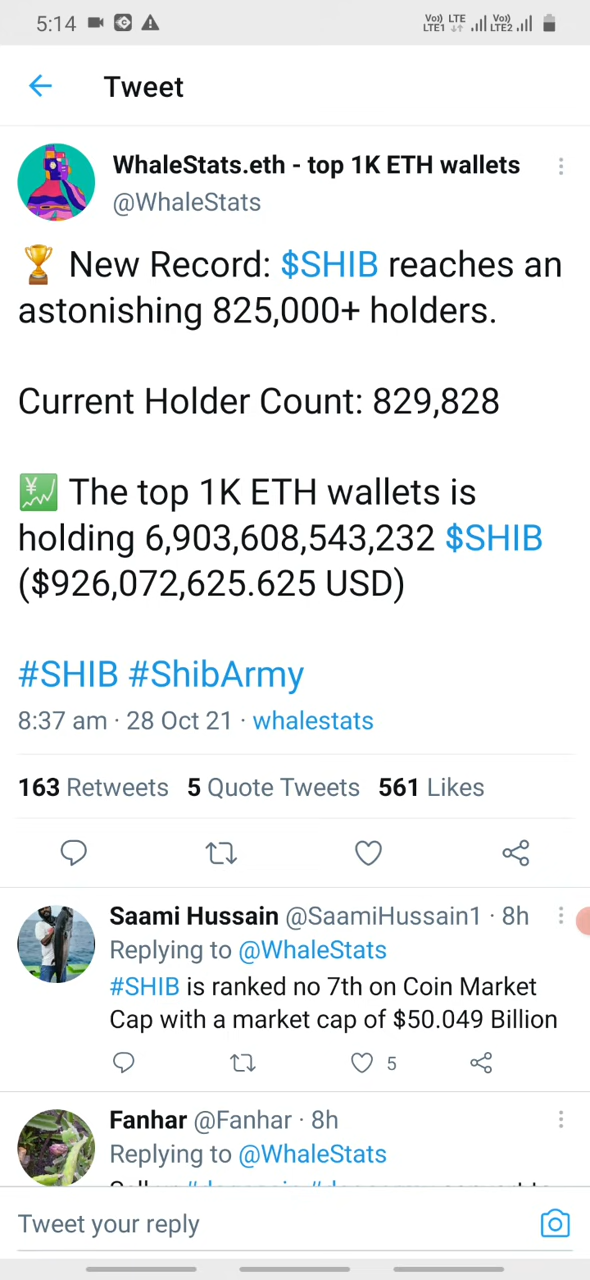 5:14
Vo) LTE Vo)
LTE1 LTE2
Tweet
WhaleStats.eth - top 1K ETH wallets
@WhaleStats
🏆 New Record: $SHIB reaches an
astonishing 825,000+ holders.
Current Holder Count: 829,828
💹 The top 1K ETH wallets is
holding 6,903,608,543,232 $SHIB
($926,072,625.625 USD)
#SHIB #ShibArmy
8:37 am · 28 Oct 21 · whalestats
163 Retweets 5 Quote Tweets 561 Likes
Saami Hussain @SaamiHussain1 · 8h
Replying to @WhaleStats
#SHIB is ranked no 7th on Coin Market
Cap with a market cap of $50.049 Billion
5
Fanhar @Fanhar · 8h
Replying to @WhaleStats
Tweet your reply